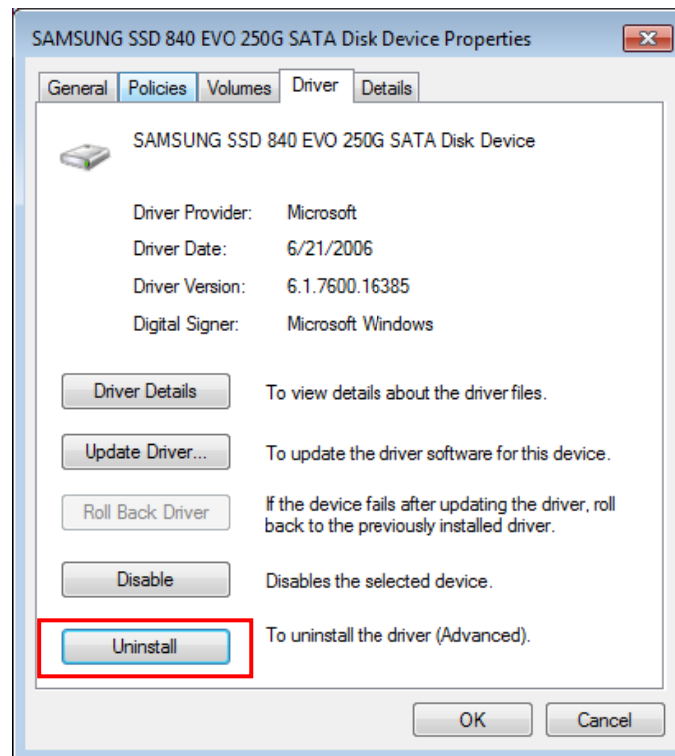 SAMSUNG SSD 840 EVO 250G SATA Disk Device Properties
General Policies Volumes Driver Details
SAMSUNG SSD 840 EVO 250G SATA Disk Device
Driver Provider: Microsoft
Driver Date: 6/21/2006
Driver Version: 6.1.7600.16385
Digital Signer: Microsoft Windows
Driver Details To view details about the driver files.
Update Driver... To update the driver software for this device.
Roll Back Driver If the device fails after updating the driver, roll
back to the previously installed driver.
Disable Disables the selected device.
Uninstall To uninstall the driver (Advanced).
OK Cancel